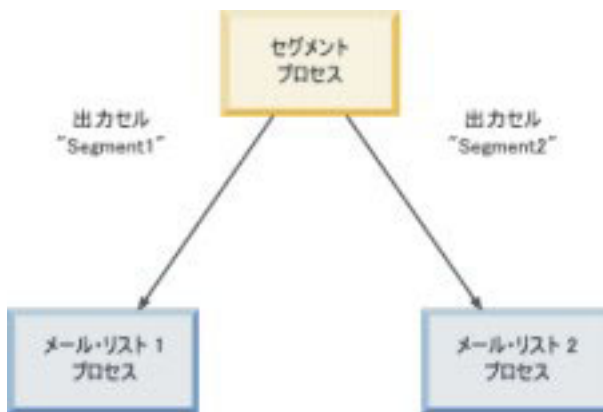 セグメント
プロセス
出力セル
"Segment1"
出力セル
"Segment2"
メール・リスト 1
プロセス
メール・リスト 2
プロセス